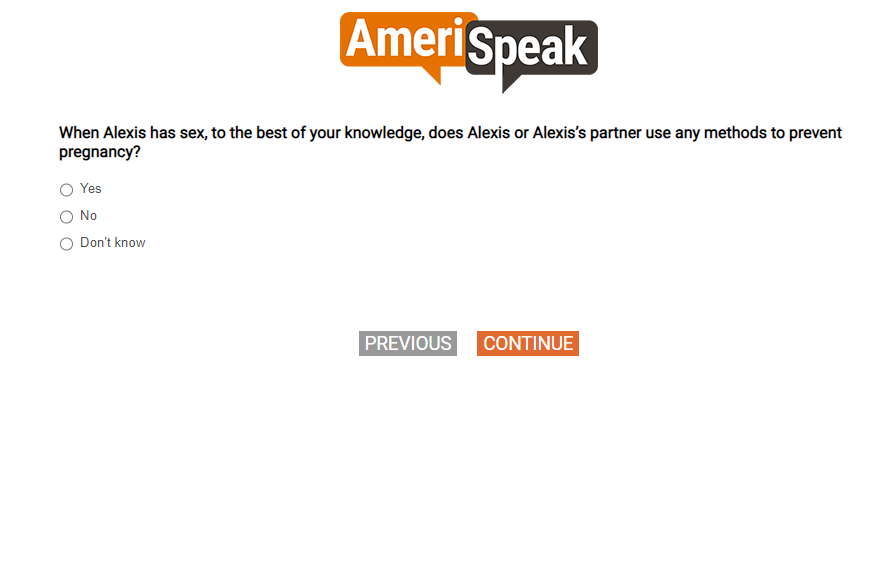 AmeriSpeak
When Alexis has sex, to the best of your knowledge, does Alexis or Alexis’s partner use any methods to prevent
pregnancy?
Yes
No
Don't know
PREVIOUS CONTINUE